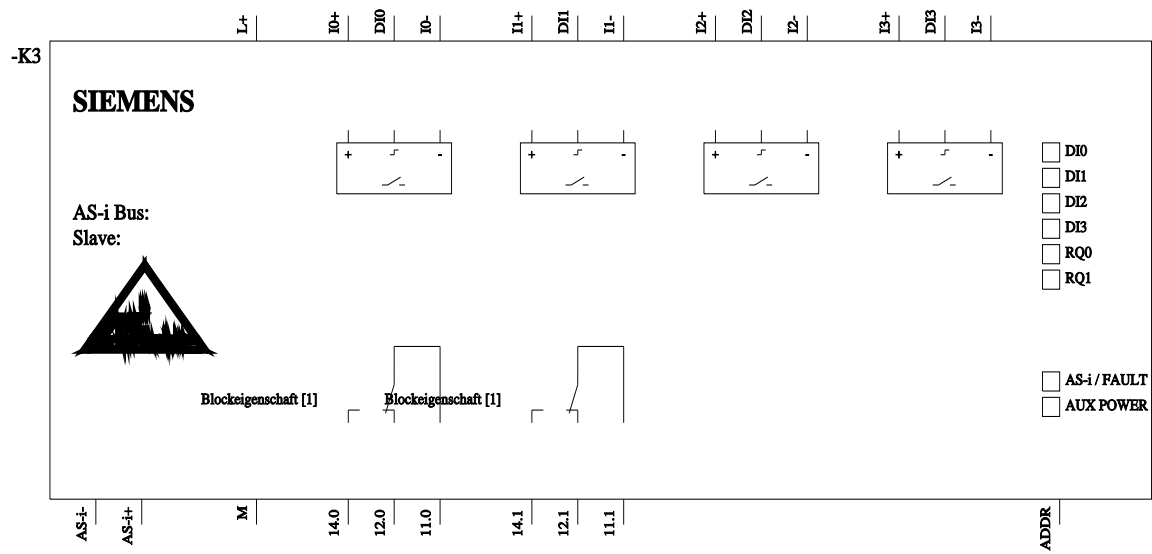 L+ I0+ DI0 I0- I1+ DI1 I1- I2+ DI2 I2- I3+ DI3 I3-
-K3
SIEMENS
+ - + - + - + -
DI0
DI1
DI2
DI3
RQ0
RQ1
AS-i Bus:
Slave:
AS-i / FAULT
AUX POWER
Blockeigenschaft [1] Blockeigenschaft [1]
AS-i- AS-i+ M 14.0 12.0 11.0 14.1 12.1 11.1 ADDR